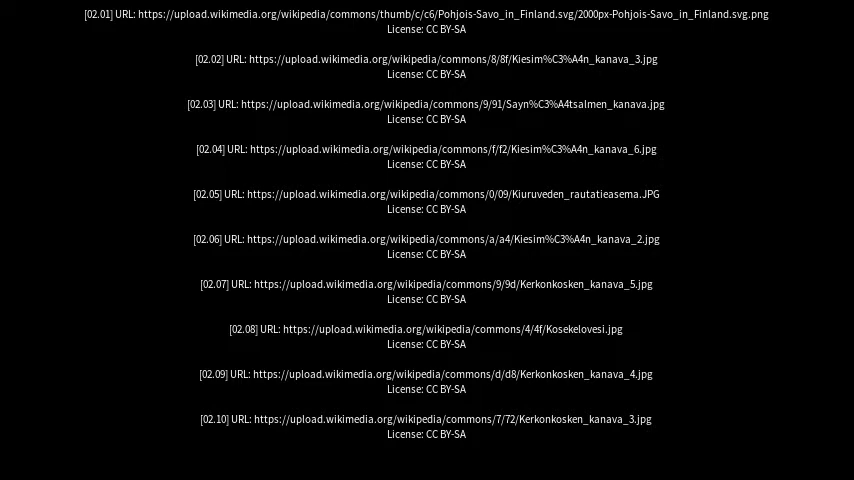 [02.01] URL: https://upload.wikimedia.org/wikipedia/commons/thumb/c/c6/Pohjois-Savo_in_Finland.svg/2000px-Pohjois-Savo_in_Finland.svg.png
License: CC BY-SA
[02.02] URL: https://upload.wikimedia.org/wikipedia/commons/8/8f/Kiesim%C3%A4n_kanava_3.jpg
License: CC BY-SA
[02.03] URL: https://upload.wikimedia.org/wikipedia/commons/9/91/Sayn%C3%A4tsalmen_kanava.jpg
License: CC BY-SA
[02.04] URL: https://upload.wikimedia.org/wikipedia/commons/f/f2/Kiesim%C3%A4n_kanava_6.jpg
License: CC BY-SA
[02.05] URL: https://upload.wikimedia.org/wikipedia/commons/0/09/Kiuruveden_rautatieasema.JPG
License: CC BY-SA
[02.06] URL: https://upload.wikimedia.org/wikipedia/commons/a/a4/Kiesim%C3%A4n_kanava_2.jpg
License: CC BY-SA
[02.07] URL: https://upload.wikimedia.org/wikipedia/commons/9/9d/Kerkonkosken_kanava_5.jpg
License: CC BY-SA
[02.08] URL: https://upload.wikimedia.org/wikipedia/commons/4/4f/Kosekelovesi.jpg
License: CC BY-SA
[02.09] URL: https://upload.wikimedia.org/wikipedia/commons/d/d8/Kerkonkosken_kanava_4.jpg
License: CC BY-SA
[02.10] URL: https://upload.wikimedia.org/wikipedia/commons/7/72/Kerkonkosken_kanava_3.jpg
License: CC BY-SA